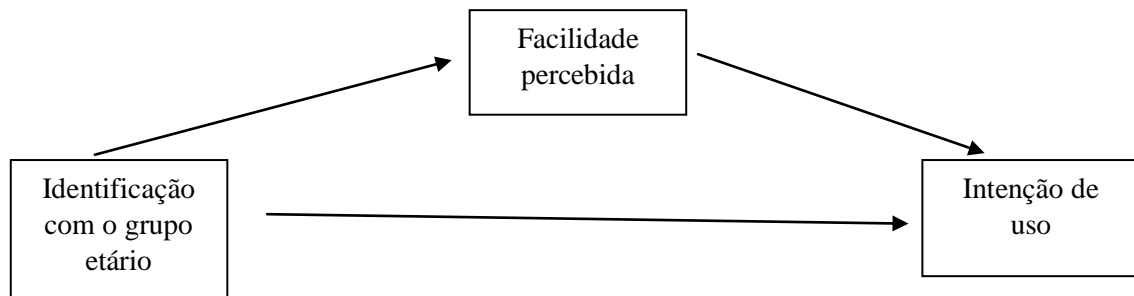 Facilidade
percebida
Identificação
com o grupo
etário
Intenção de
uso